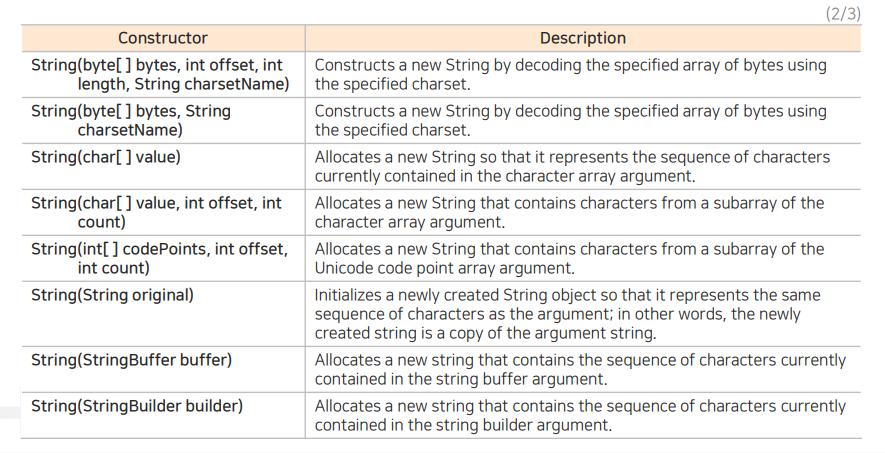 (2/3)
Constructor Description
String(byte[ ] bytes, int offset, int
length, String charsetName)
Constructs a new String by decoding the specified array of bytes using
the specified charset.
String(byte[ ] bytes, String
charsetName)
Constructs a new String by decoding the specified array of bytes using
the specified charset.
String(char[ ] value)
Allocates a new String so that it represents the sequence of characters
currently contained in the character array argument.
String(char[ ] value, int offset, int
count)
Allocates a new String that contains characters from a subarray of the
character array argument.
String(int[ ] codePoints, int offset,
int count)
Allocates a new String that contains characters from a subarray of the
Unicode code point array argument.
String(String original)
Initializes a newly created String object so that it represents the same
sequence of characters as the argument; in other words, the newly
created string is a copy of the argument string.
String(StringBuffer buffer)
Allocates a new string that contains the sequence of characters currently
contained in the string buffer argument.
String(StringBuilder builder)
Allocates a new string that contains the sequence of characters currently
contained in the string builder argument.